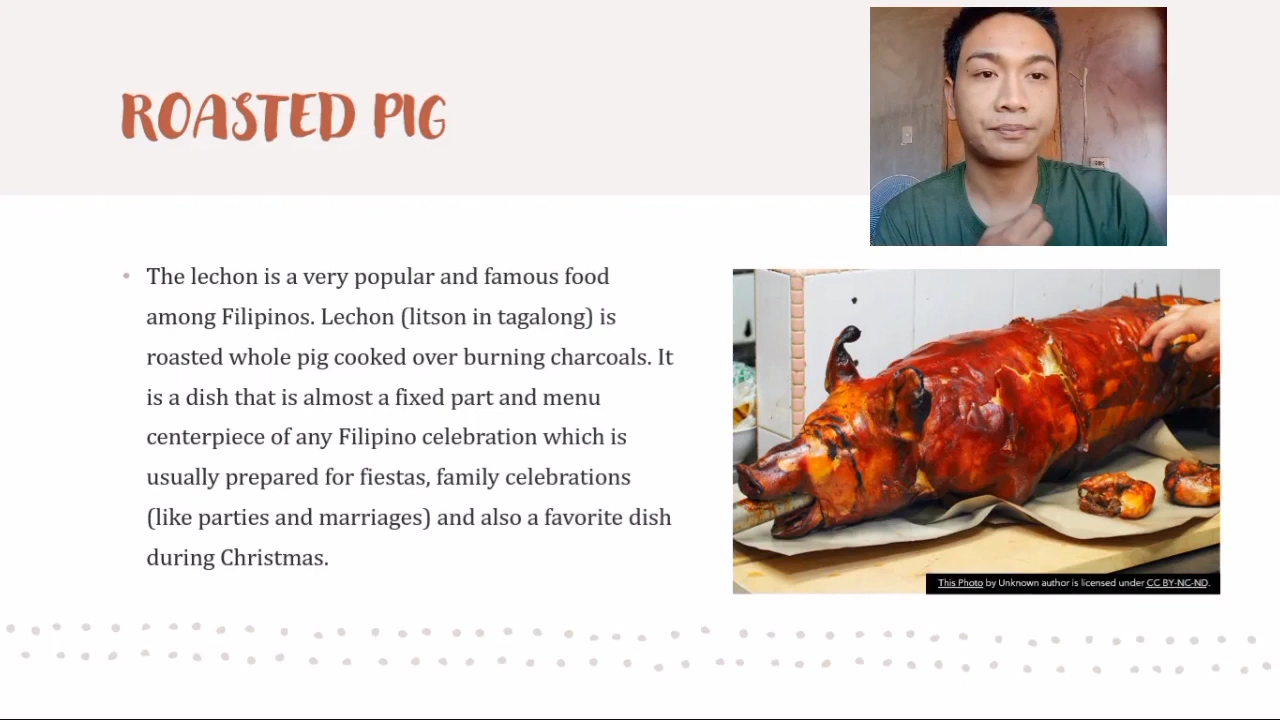 ROASTED PIG
• The lechon is a very popular and famous food
among Filipinos. Lechon (litson in tagalong) is
roasted whole pig cooked over burning charcoals. It
is a dish that is almost a fixed part and menu
centerpiece of any Filipino celebration which is
usually prepared for fiestas, family celebrations
(like parties and marriages) and also a favorite dish
during Christmas.
This Photo by Unknown author is licensed under CC BY-NC-ND.